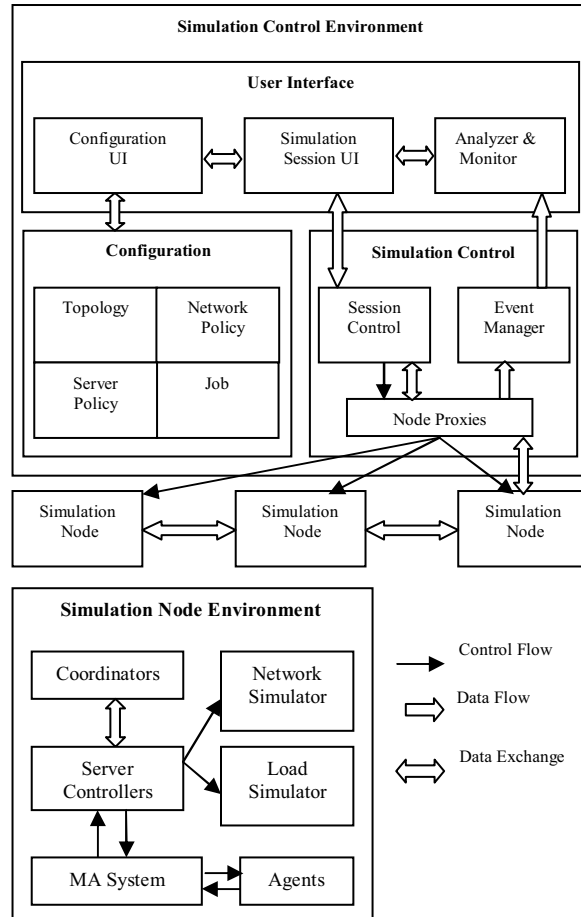 Simulation Control Environment
User Interface
Configuration
UI
Simulation
Session UI
Analyzer &
Monitor
Configuration
Topology
Network
Policy
Server
Policy
Job
Simulation Control
Session
Control
Event
Manager
Node Proxies
Simulation
Node
Simulation
Node
Simulation
Node
Simulation Node Environment
Coordinators
Network
Simulator
Server
Controllers
Load
Simulator
MA System
Agents
Control Flow
Data Flow
Data Exchange